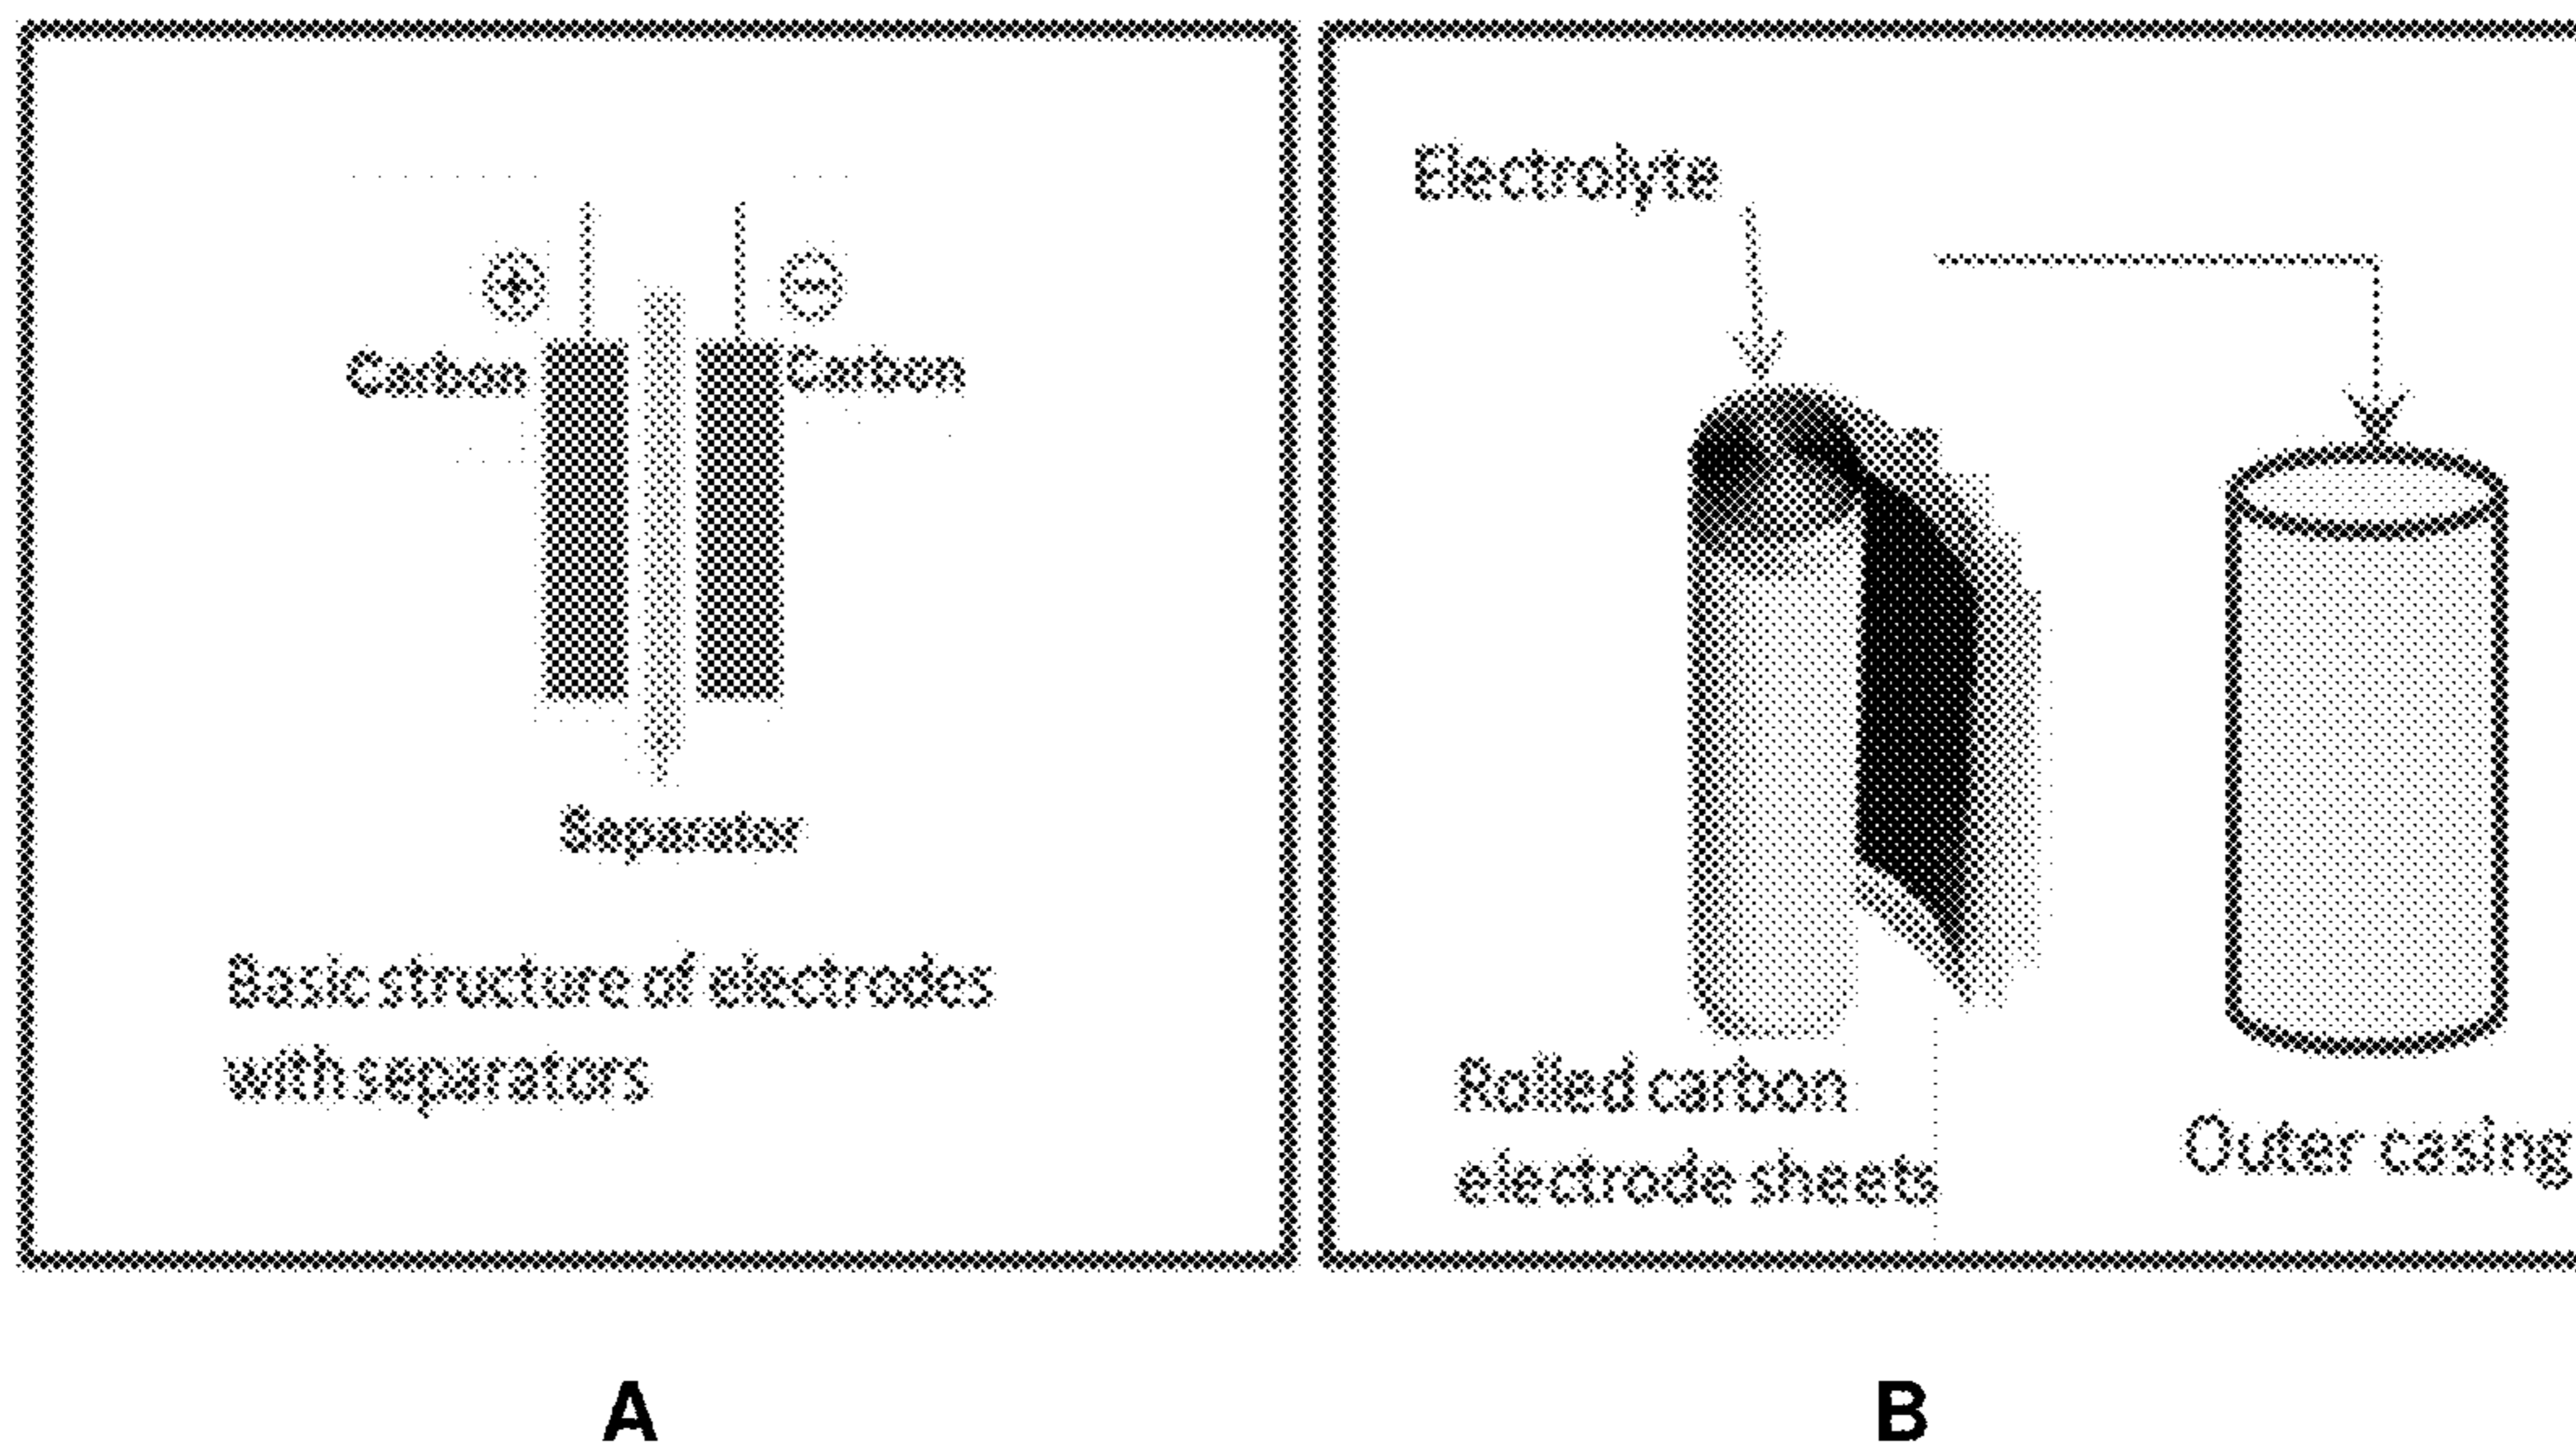 +
−
Carbon
Carbon
Separator
Basic structure of electrodes
with separators
Electrolyte
Rolled carbon
electrode sheets
Outer casing
A
B